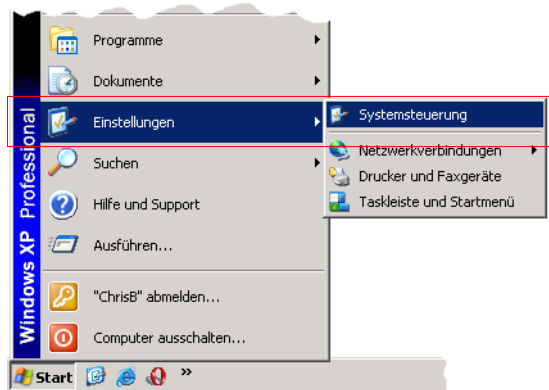 Programme
Dokumente
Einstellungen
Suchen
Hilfe und Support
Ausführen...
"ChrisB" abmelden...
Computer ausschalten...
Windows XP Professional
Systemsteuerung
Netzwerkverbindungen
Drucker und Faxgeräte
Taskleiste und Startmenü
Start
»